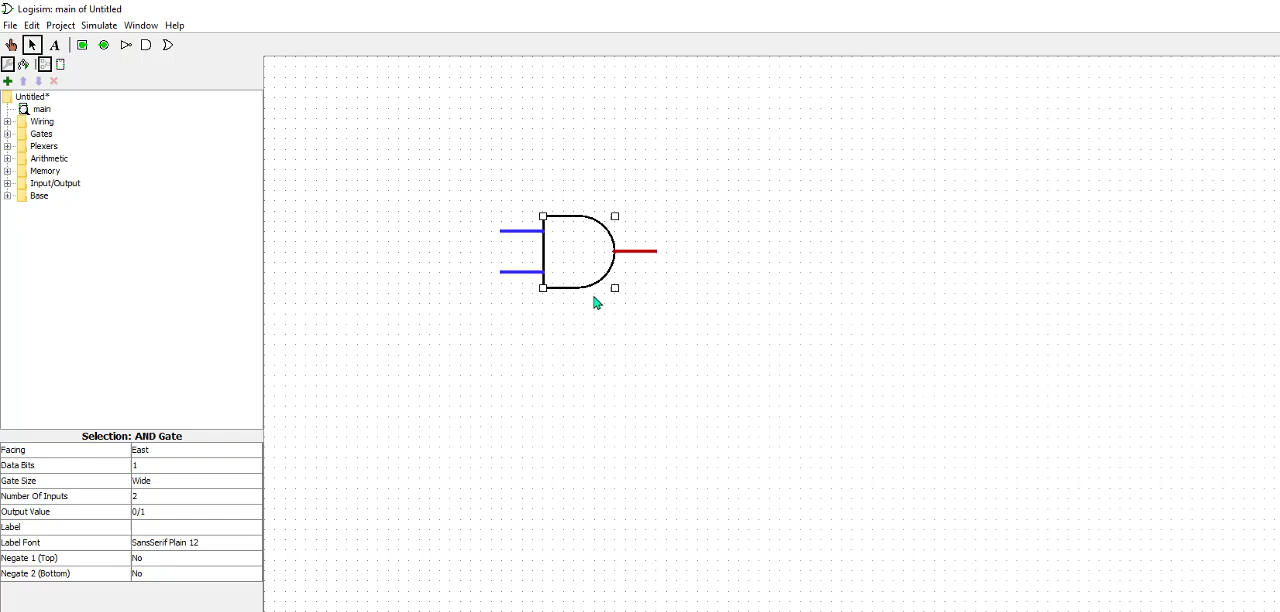 Logisim: main of Untitled
File Edit Project Simulate Window Help
A
Untitled*
main
Wiring
Gates
Plexers
Arithmetic
Memory
Input/Output
Base
Selection: AND Gate
Facing East
Data Bits 1
Gate Size Wide
Number Of Inputs 2
Output Value 0/1
Label
Label Font SansSerif Plain 12
Negate 1 (Top) No
Negate 2 (Bottom) No